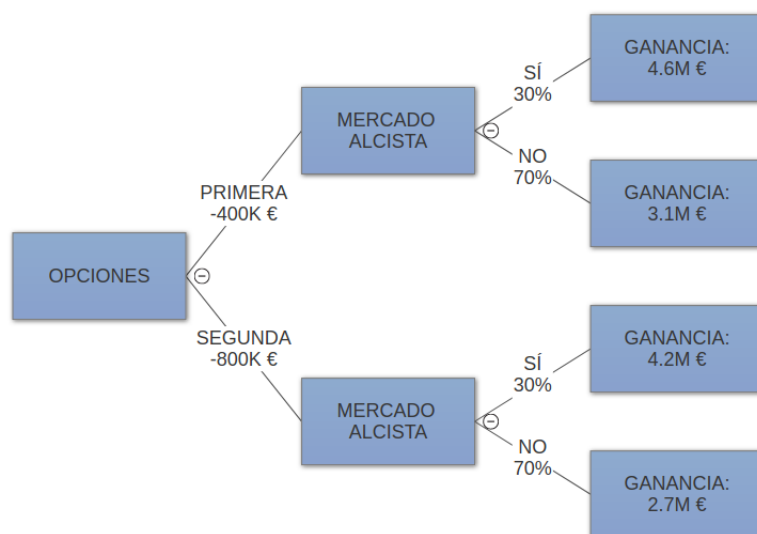 OPCIONES
PRIMERA
-400K €
MERCADO
ALCISTA
SÍ
30%
GANANCIA:
4.6M €
NO
70%
GANANCIA:
3.1M €
SEGUNDA
-800K €
MERCADO
ALCISTA
SÍ
30%
GANANCIA:
4.2M €
NO
70%
GANANCIA:
2.7M €